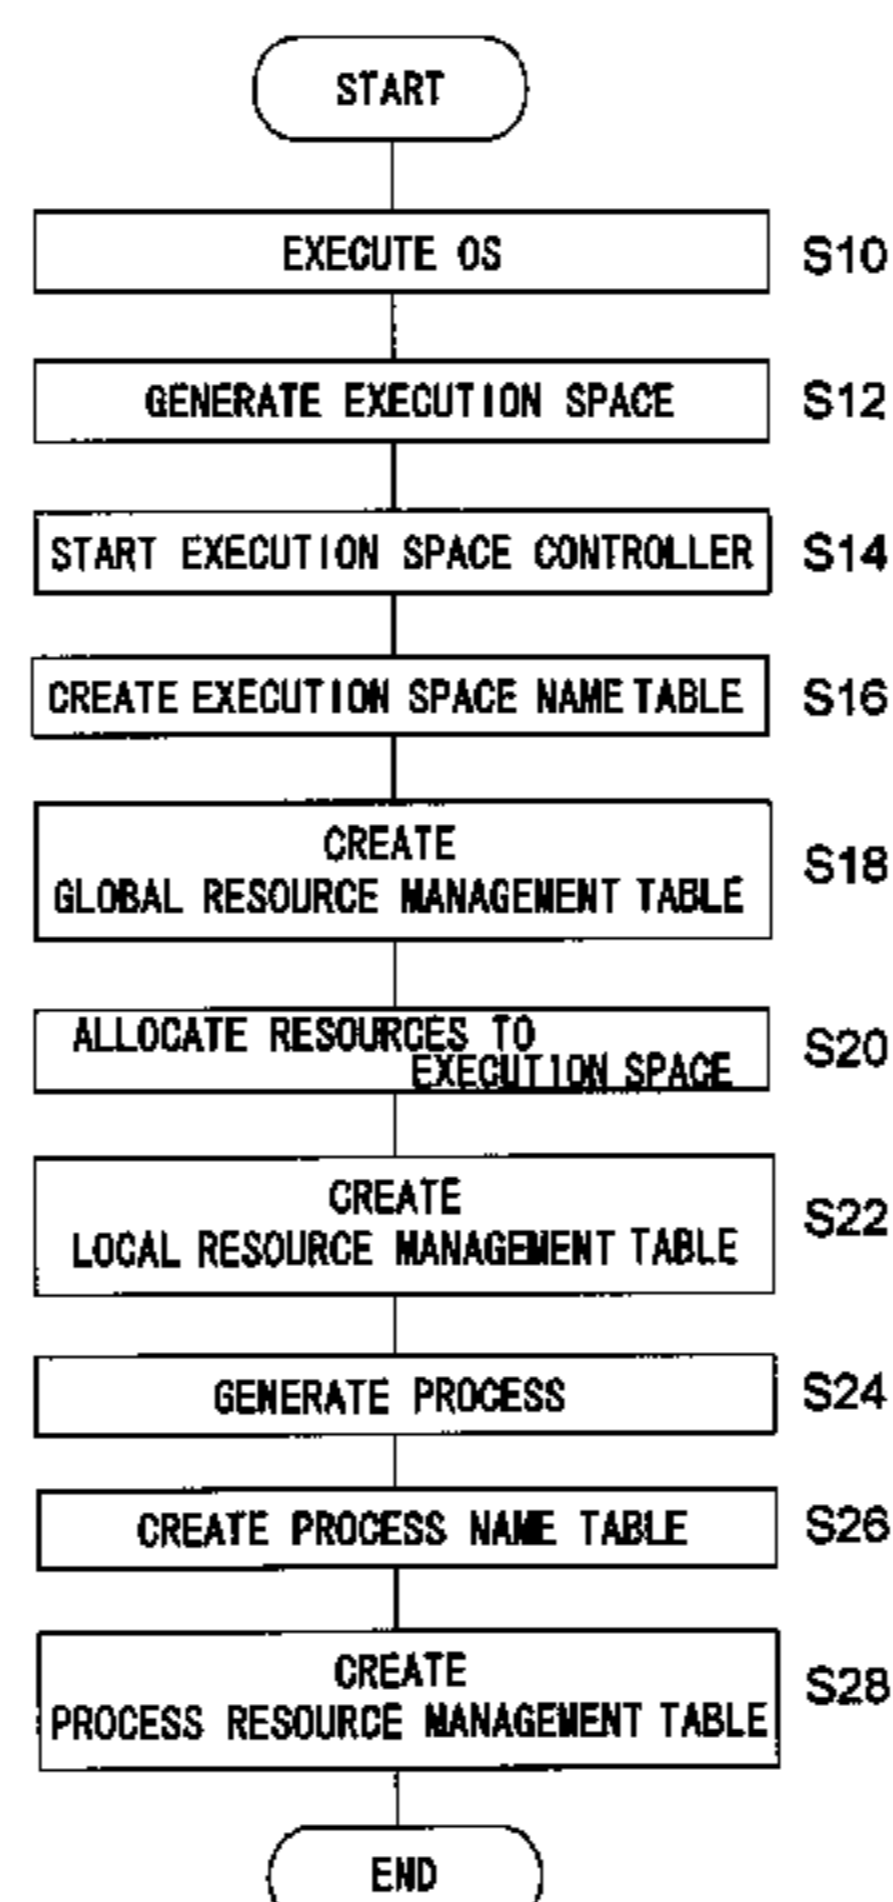 START
EXECUTE OS
S10
GENERATE EXECUTION SPACE
S12
START EXECUTION SPACE CONTROLLER
S14
CREATE EXECUTION SPACE NAME TABLE
S16
CREATE
GLOBAL RESOURCE MANAGEMENT TABLE
S18
ALLOCATE RESOURCES TO
EXECUTION SPACE
S20
CREATE
LOCAL RESOURCE MANAGEMENT TABLE
S22
GENERATE PROCESS
S24
CREATE PROCESS NAME TABLE
S26
CREATE
PROCESS RESOURCE MANAGEMENT TABLE
S28
END